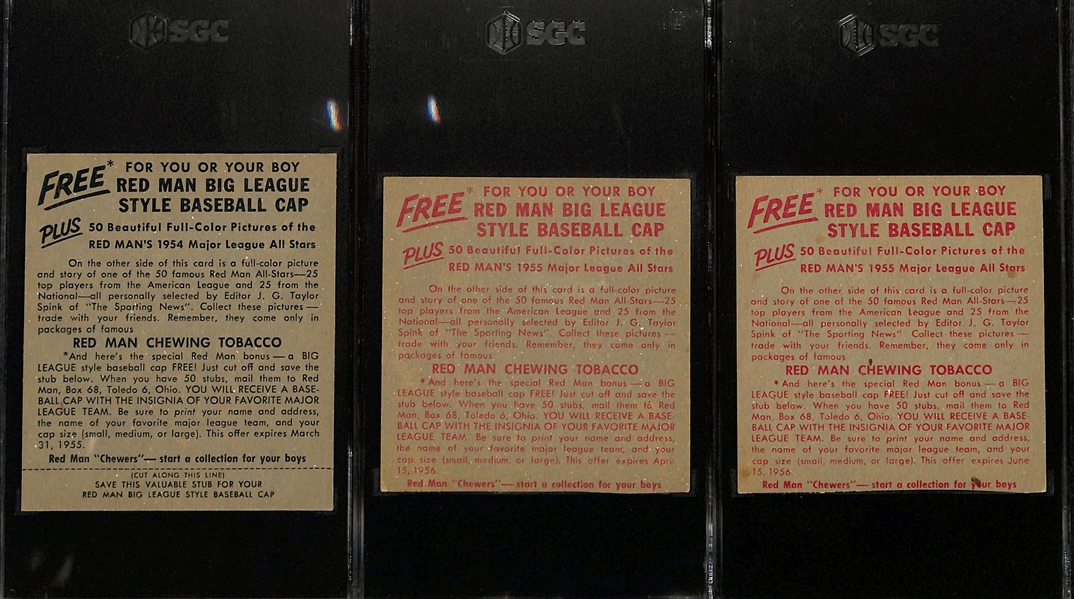 SGC
FREE* FOR YOU OR YOUR BOY
RED MAN BIG LEAGUE
STYLE BASEBALL CAP
PLUS 50 Beautiful Full-Color Pictures of the
RED MAN'S 1954 Major League All Stars
On the other side of this card is a full-color picture
and story of one of the 50 famous Red Man All-Stars—25
top players from the American League and 25 from the
National—all personally selected by Editor J. G. Taylor
Spink of "The Sporting News". Collect these pictures—
trade with your friends. Remember, they come only in
packages of famous
RED MAN CHEWING TOBACCO
*And here's the special Red Man bonus—a BIG
LEAGUE style baseball cap FREE! Just cut off and save the
stub below. When you have 50 stubs, mail them to Red
Man, Box 68, Toledo 6, Ohio. YOU WILL RECEIVE A BASE-
BALL CAP WITH THE INSIGNIA OF YOUR FAVORITE MAJOR
LEAGUE TEAM. Be sure to print your name and address,
the name of your favorite major league team, and your
cap size (small, medium, or large). This offer expires March
31, 1955.
Red Man "Chewers"—start a collection for your boys
(CUT ALONG THIS LINE)
SAVE THIS VALUABLE STUB FOR YOUR
RED MAN BIG LEAGUE STYLE BASEBALL CAP
SGC
FREE* FOR YOU OR YOUR BOY
RED MAN BIG LEAGUE
STYLE BASEBALL CAP
PLUS 50 Beautiful Full-Color Pictures of the
RED MAN'S 1955 Major League All Stars
On the other side of this card is a full-color picture
and story of one of the 50 famous Red Man All-Stars—25
top players from the American League and 25 from the
National—all personally selected by Editor J. G. Taylor
Spink of "The Sporting News". Collect these pictures—
trade with your friends. Remember, they come only in
packages of famous
RED MAN CHEWING TOBACCO
*And here's the special Red Man bonus—a BIG
LEAGUE style baseball cap FREE! Just cut off and save the
stub below. When you have 50 stubs, mail them to Red
Man, Box 68, Toledo 6, Ohio. YOU WILL RECEIVE A BASE-
BALL CAP WITH THE INSIGNIA OF YOUR FAVORITE MAJOR
LEAGUE TEAM. Be sure to print your name and address,
the name of your favorite major league team, and your
cap size (small, medium, or large). This offer expires April
15, 1956.
Red Man "Chewers"—start a collection for your boys
SGC
FREE* FOR YOU OR YOUR BOY
RED MAN BIG LEAGUE
STYLE BASEBALL CAP
PLUS 50 Beautiful Full-Color Pictures of the
RED MAN'S 1955 Major League All Stars
On the other side of this card is a full-color picture
and story of one of the 50 famous Red Man All-Stars—25
top players from the American League and 25 from the
National—all personally selected by Editor J. G. Taylor
Spink of "The Sporting News". Collect these pictures—
trade with your friends. Remember, they come only in
packages of famous
RED MAN CHEWING TOBACCO
*And here's the special Red Man bonus—a BIG
LEAGUE style baseball cap FREE! Just cut off and save the
stub below. When you have 50 stubs, mail them to Red
Man, Box 68, Toledo 6, Ohio. YOU WILL RECEIVE A BASE-
BALL CAP WITH THE INSIGNIA OF YOUR FAVORITE MAJOR
LEAGUE TEAM. Be sure to print your name and address,
the name of your favorite major league team, and your
cap size (small, medium, or large). This offer expires June
15, 1956.
Red Man "Chewers"—start a collection for your boys